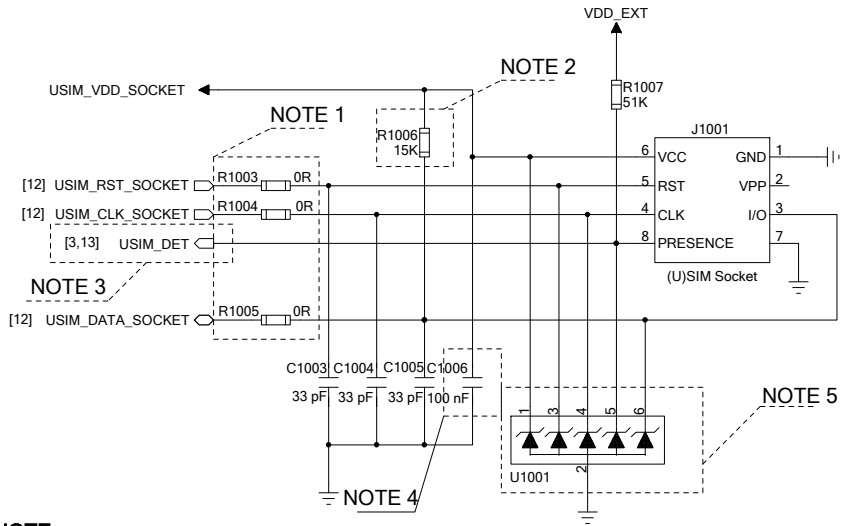 VDD_EXT
NOTE 2
USIM_VDD_SOCKET
R1007
51K
NOTE 1
R1006
15K
J1001
6 VCC GND 1
[12] USIM_RST_SOCKET R1003 0R 5 RST VPP 2
[12] USIM_CLK_SOCKET R1004 0R 4 CLK I/O 3
[3,13] USIM_DET 8 PRESENCE 7
(U)SIM Socket
NOTE 3
[12] USIM_DATA_SOCKET R1005 0R
C1003 C1004 C1005 C1006
33 pF 33 pF 33 pF 100 nF
NOTE 5
1 3 4 5 6
2
U1001
NOTE 4